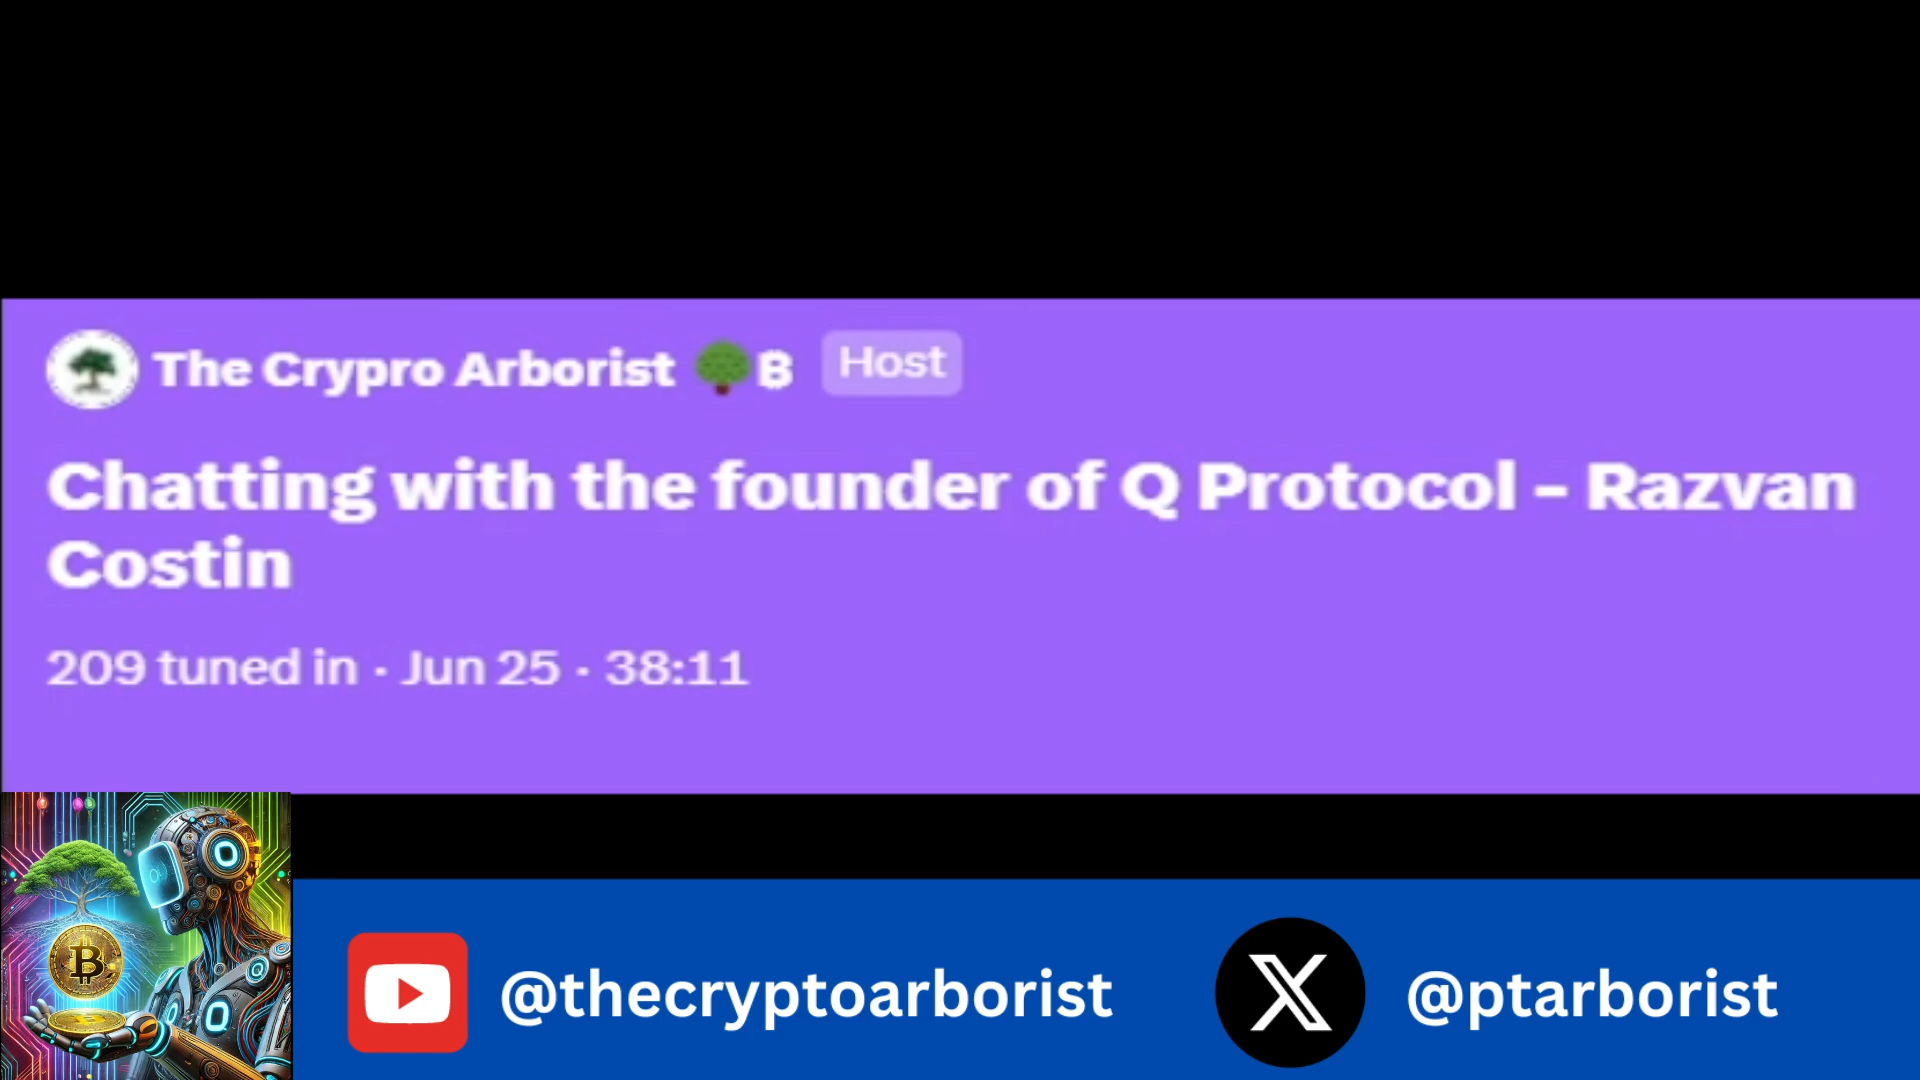 The Crypro Arborist 🌳₿ Host
Chatting with the founder of Q Protocol - Razvan
Costin
209 tuned in · Jun 25 · 38:11
@thecryptoarborist
@ptarborist